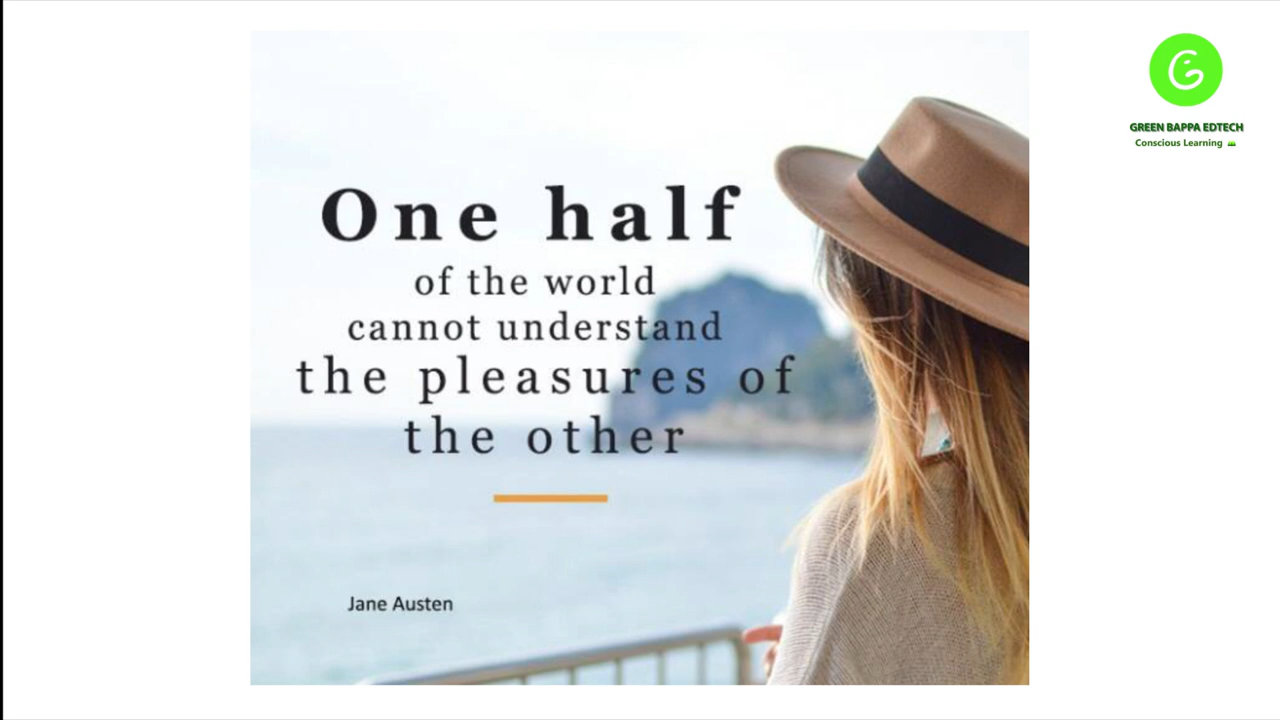 One half
of the world
cannot understand
the pleasures of
the other
Jane Austen
GREEN BAPPA EDTECH
Conscious Learning